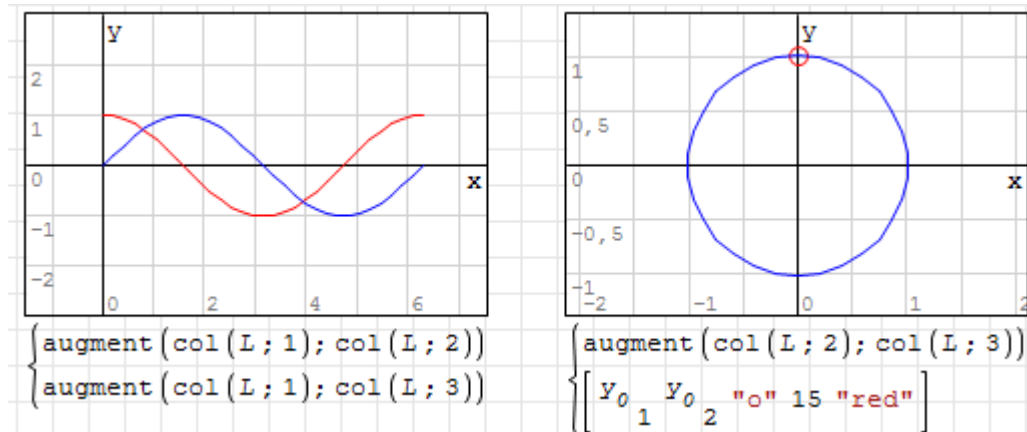 y
2
1
0
-1
-2
0 2 4 6
x
augment(col(L; 1); col(L; 2))
augment(col(L; 1); col(L; 3))
y
1
0,5
0
-0,5
-1
-2 -1 0 1 2
x
augment(col(L; 2); col(L; 3))
[y0 1 y0 2 "o" 15 "red"]